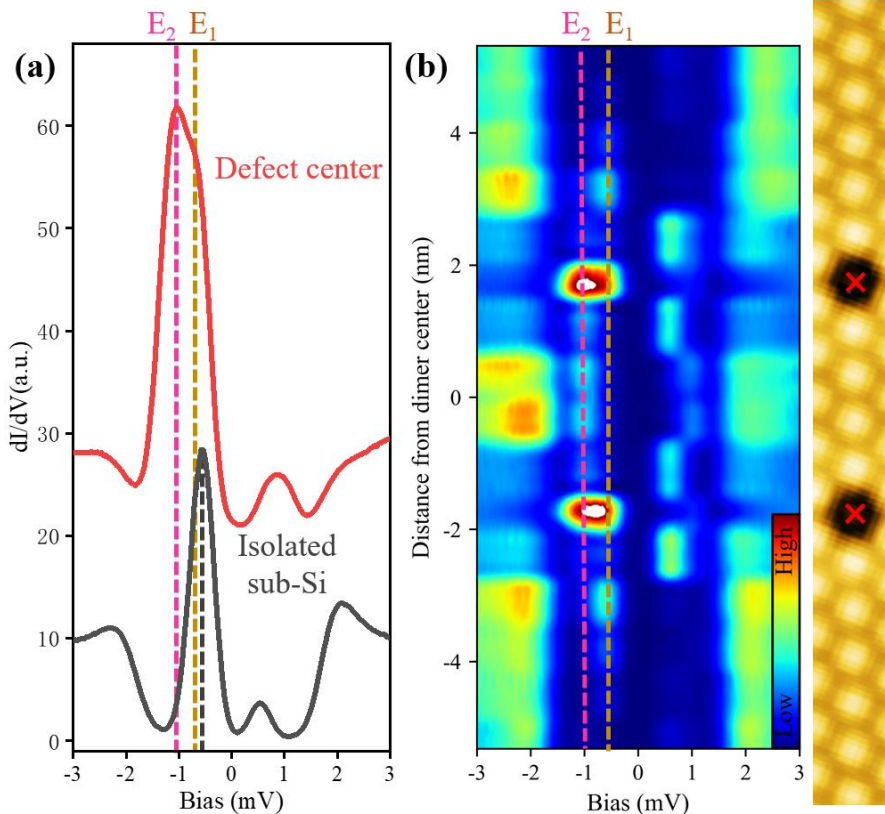 E2 E1
(a)
60
50
40
30
20
10
0
dI/dV(a.u.)
Defect center
Isolated
sub-Si
-3 -2 -1 0 1 2 3
Bias (mV)
E2 E1
(b)
4
2
0
-2
-4
Distance from dimer center (nm)
High
Low
-3 -2 -1 0 1 2 3
Bias (mV)